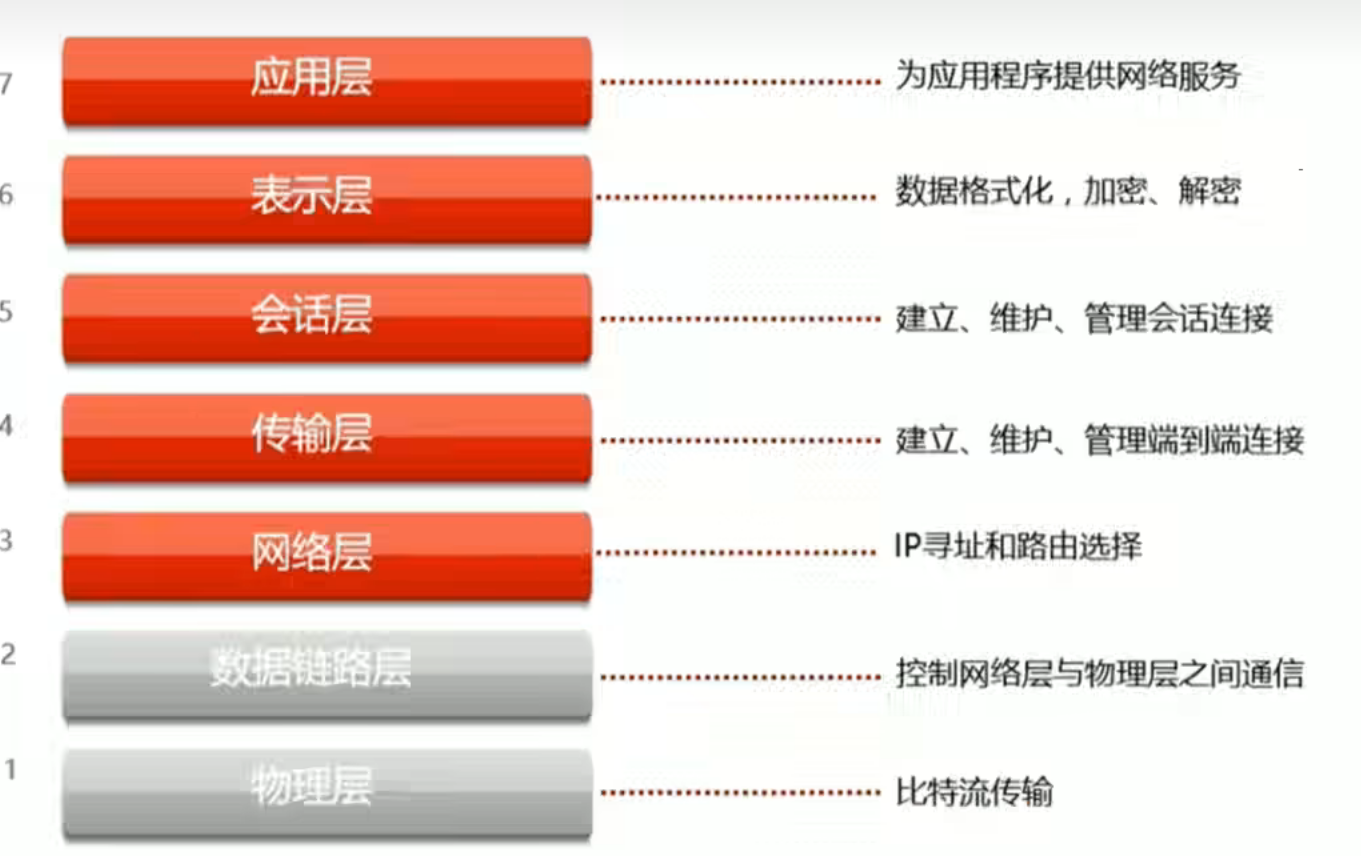 7 应用层 为应用程序提供网络服务
6 表示层 数据格式化，加密、解密
5 会话层 建立、维护、管理会话连接
4 传输层 建立、维护、管理端到端连接
3 网络层 IP寻址和路由选择
2 数据链路层 控制网络层与物理层之间通信
1 物理层 比特流传输